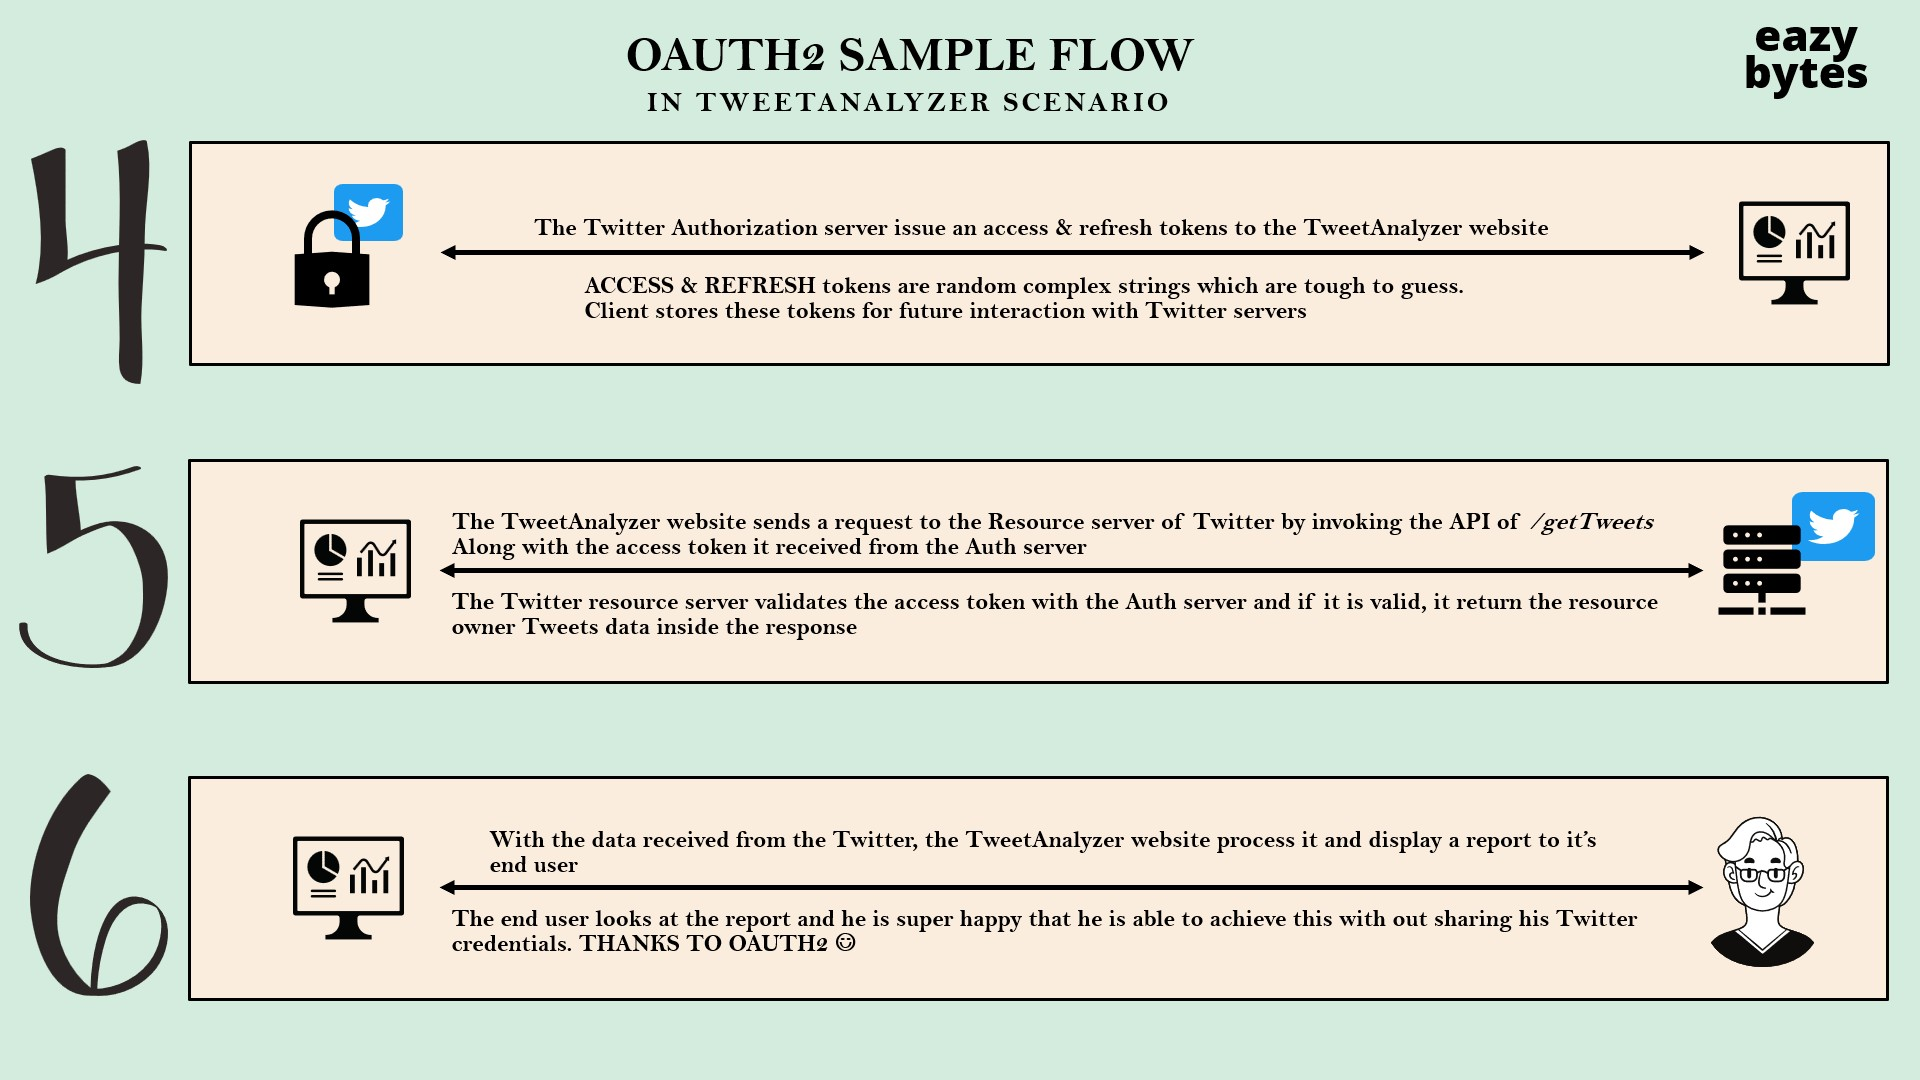 OAUTH2 SAMPLE FLOW
IN TWEETANALYZER SCENARIO
eazy
bytes
4
The Twitter Authorization server issue an access & refresh tokens to the TweetAnalyzer website
ACCESS & REFRESH tokens are random complex strings which are tough to guess.
Client stores these tokens for future interaction with Twitter servers
5
The TweetAnalyzer website sends a request to the Resource server of Twitter by invoking the API of /getTweets
Along with the access token it received from the Auth server
The Twitter resource server validates the access token with the Auth server and if it is valid, it return the resource
owner Tweets data inside the response
6
With the data received from the Twitter, the TweetAnalyzer website process it and display a report to it’s
end user
The end user looks at the report and he is super happy that he is able to achieve this with out sharing his Twitter
credentials. THANKS TO OAUTH2 ☺